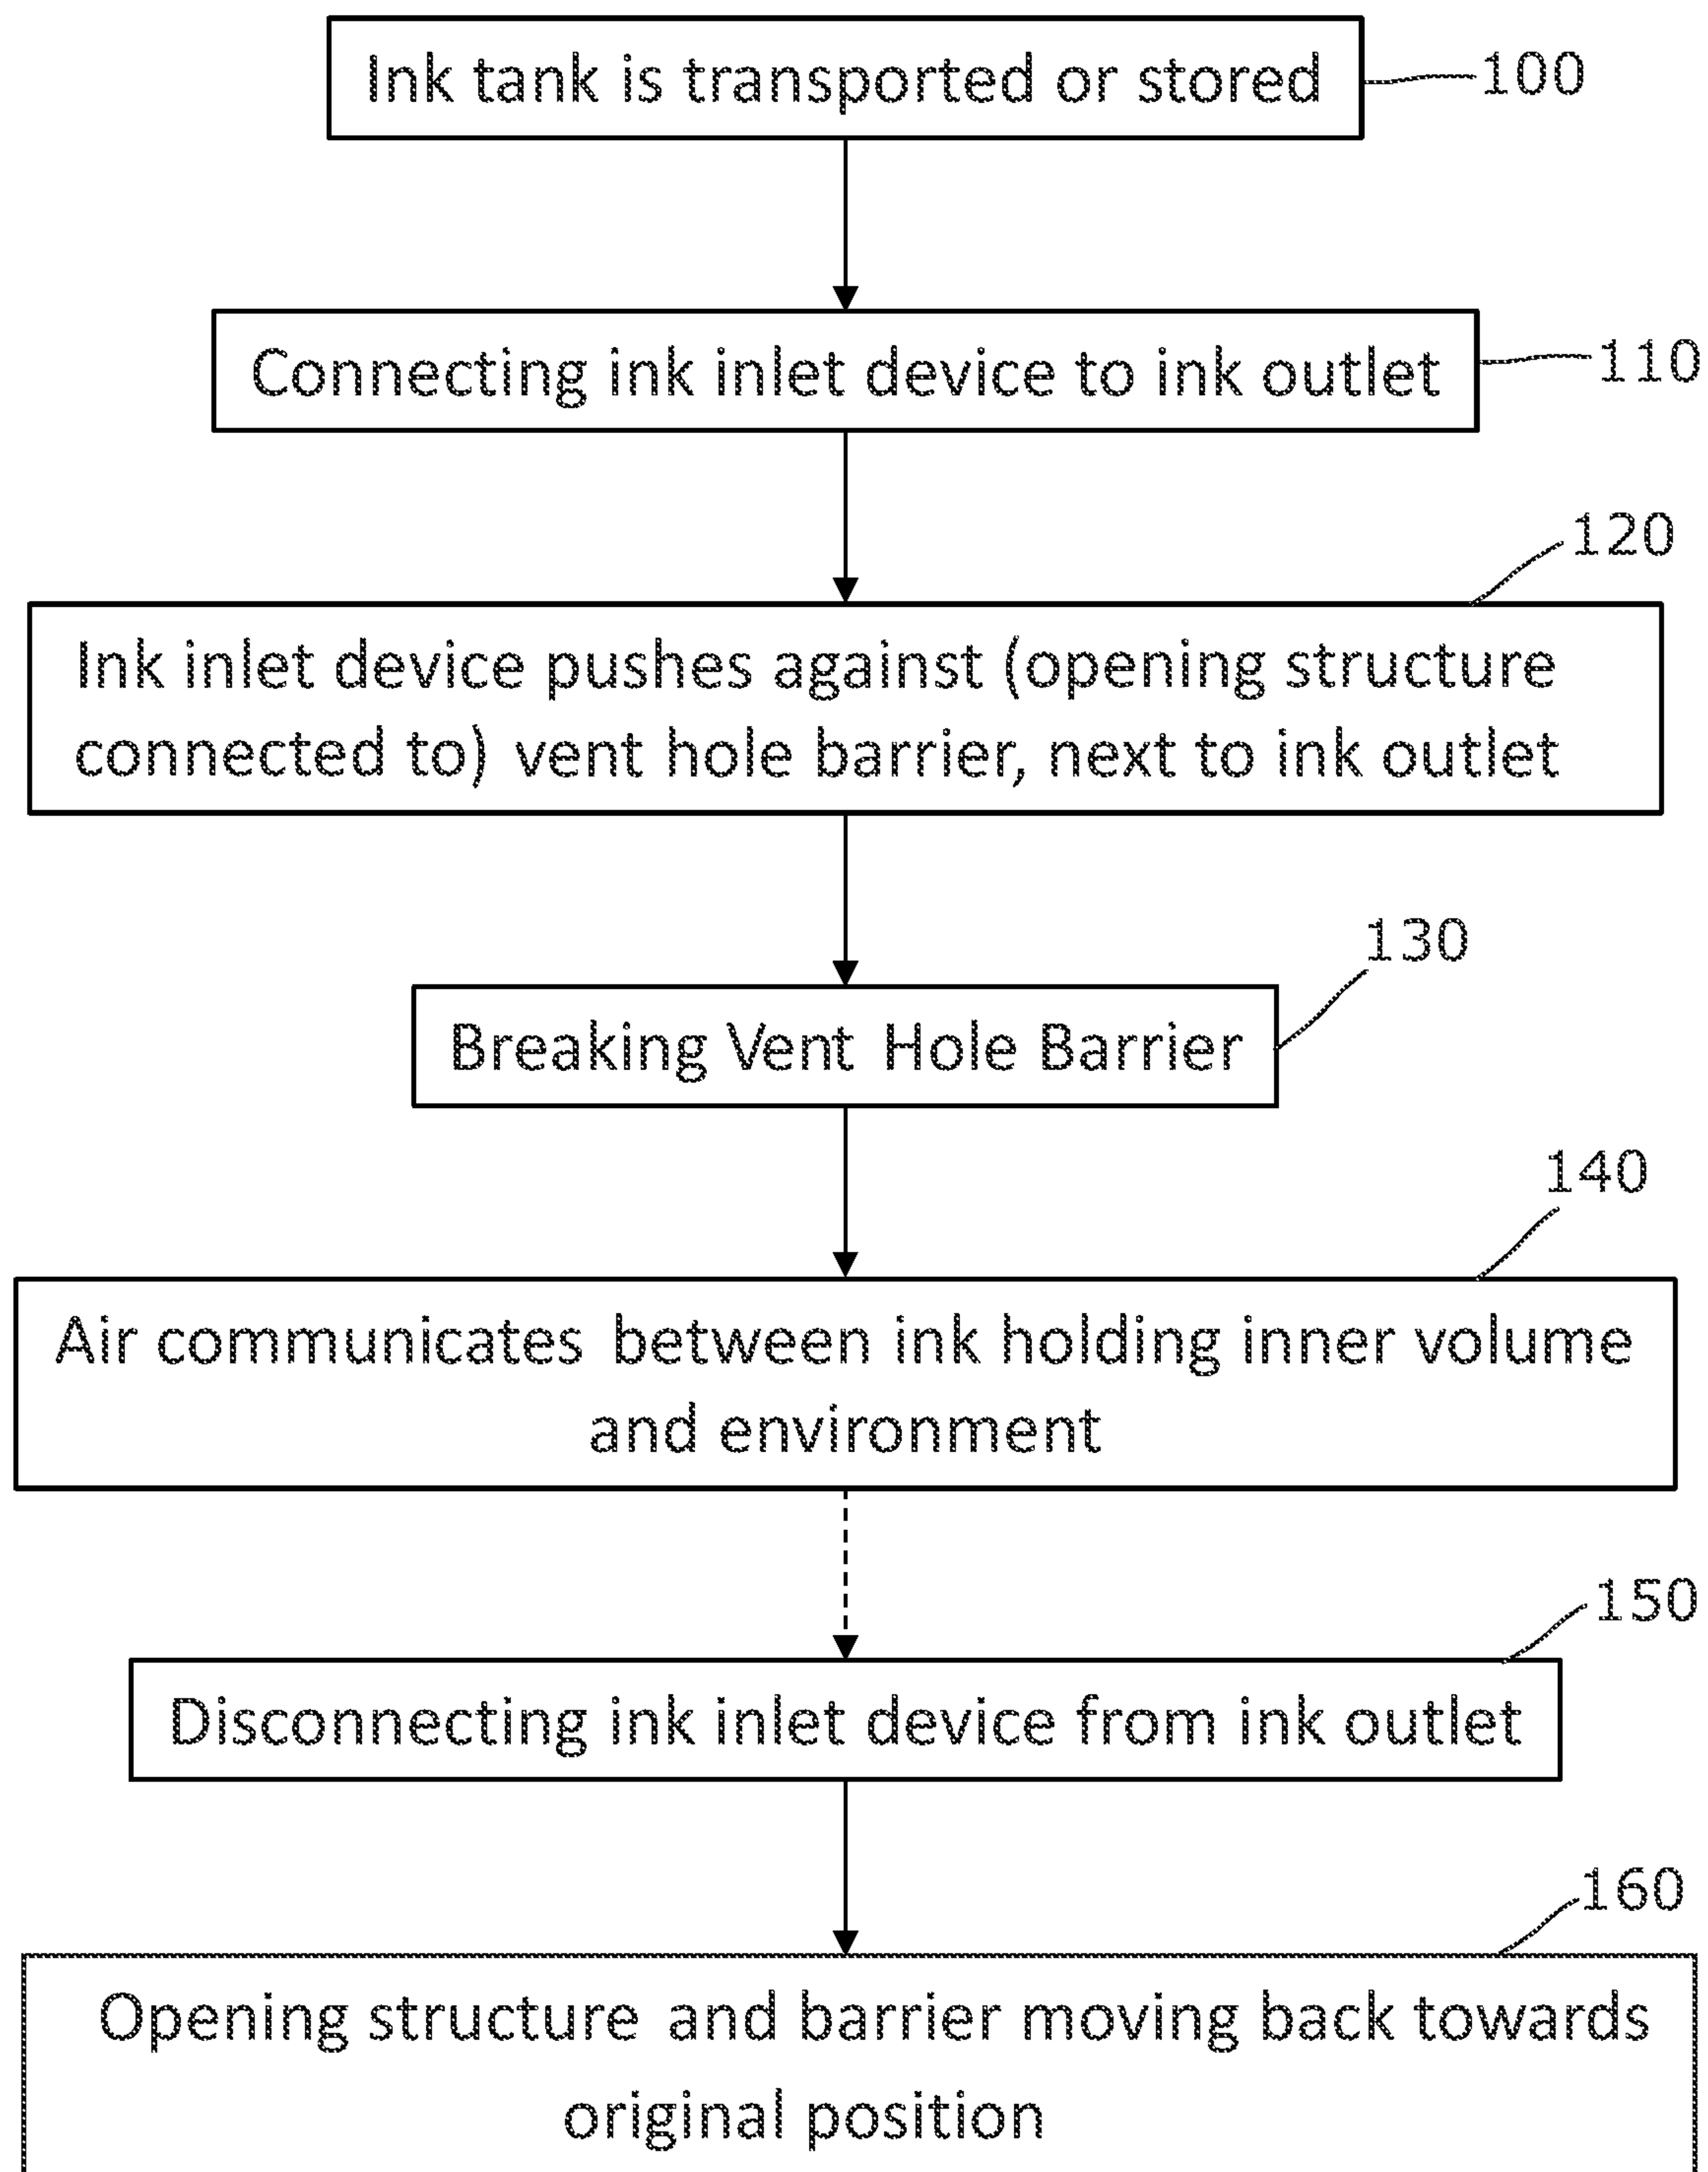 Ink tank is transported or stored
100
Connecting ink inlet device to ink outlet
110
120
Ink inlet device pushes against (opening structure
connected to) vent hole barrier, next to ink outlet
130
Breaking Vent Hole Barrier
140
Air communicates between ink holding inner volume
and environment
150
Disconnecting ink inlet device from ink outlet
160
Opening structure and barrier moving back towards
original position